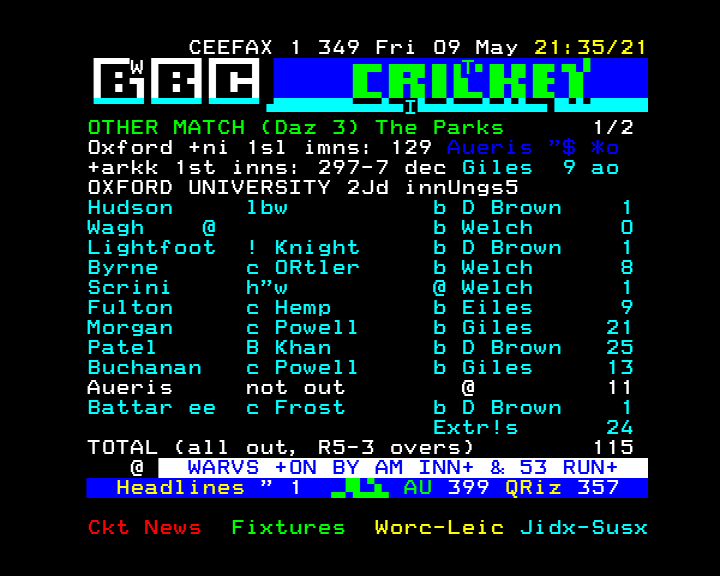 CEEFAX 1 349 Fri 09 May 21:35/21
W BBC CRICKET T
I
OTHER MATCH (Daz 3) The Parks 1/2
Oxford +ni 1sl imns: 129 Aueris ”$ *o
+arkk 1st inns: 297-7 dec Giles 9 ao
OXFORD UNIVERSITY 2Jd innUngs5
Hudson lbw b D Brown 1
Wagh @ b Welch 0
Lightfoot ! Knight b D Brown 1
Byrne c ORtler b Welch 8
Scrini h”w @ Welch 1
Fulton c Hemp b Eiles 9
Morgan c Powell b Giles 21
Patel B Khan b D Brown 25
Buchanan c Powell b Giles 13
Aueris not out @ 11
Battar ee c Frost b D Brown 1
Extr!s 24
TOTAL (all out, R5-3 overs) 115
@ WARVS +ON BY AM INN+ & 53 RUN+
Headlines ” 1 AU 399 QRiz 357
Ckt News Fixtures Worc-Leic Jidx-Susx